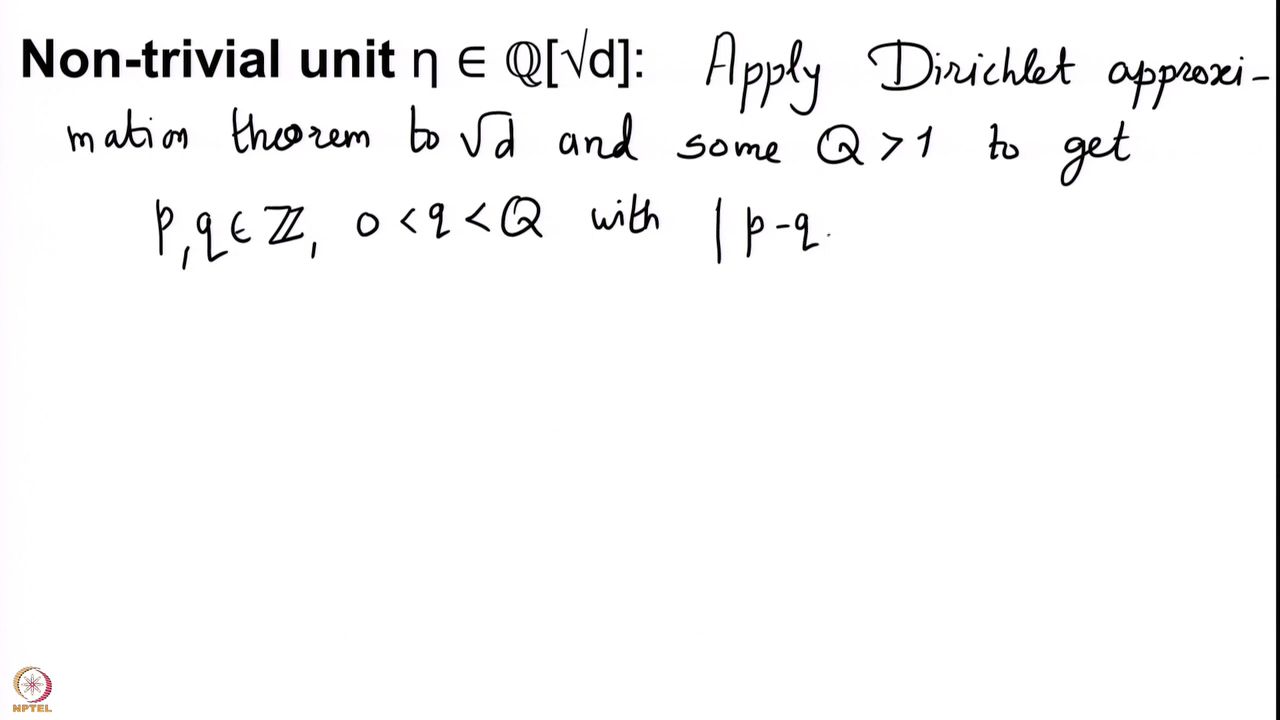 Non-trivial unit η ∈ ℚ[√d]: Apply Dirichlet approxi-
mation theorem to √d and some Q > 1 to get
p, q ∈ ℤ, 0 < q < Q with | p - q
NPTEL